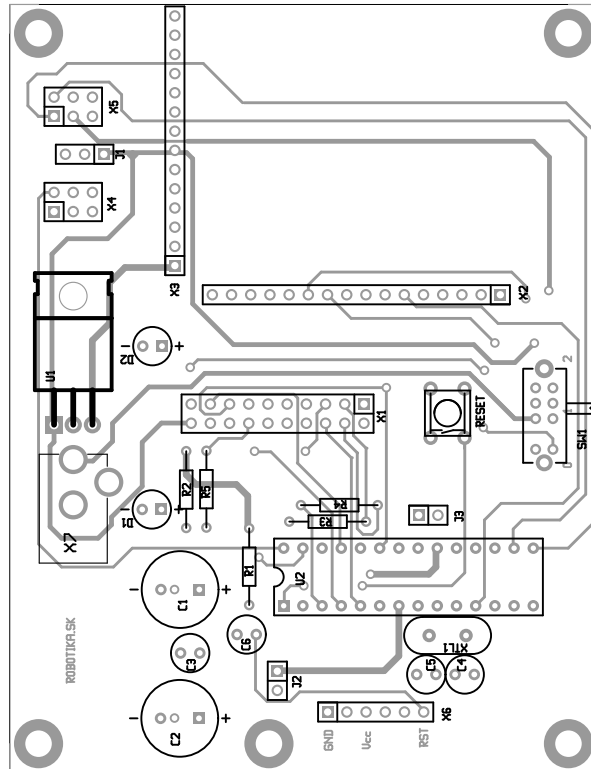 X5
J1
X4
X3
X2
U1
D2
- +
2
1
X1
RESET
SW1
R2
R5
R4
R3
J3
X7
D1
- +
U2
R1
C1
- +
C6
XTL1
ROBOTIKA.SK
C3
C5
C4
J2
C2
- +
X6
GND
Vcc
RST